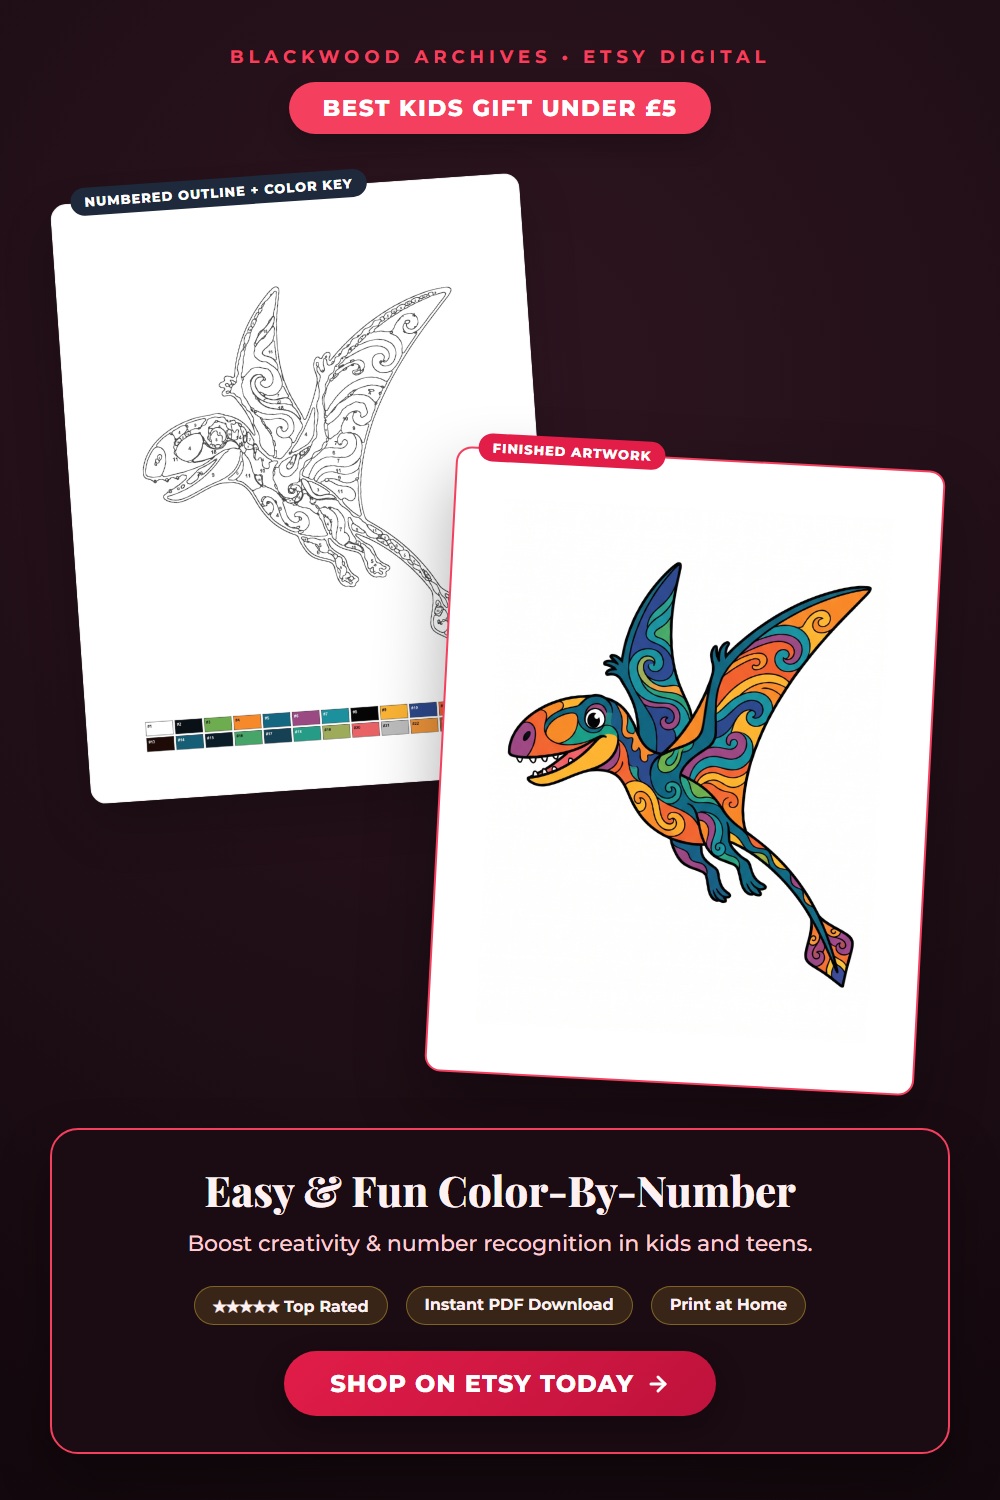 BLACKWOOD ARCHIVES • ETSY DIGITAL
BEST KIDS GIFT UNDER £5
NUMBERED OUTLINE + COLOR KEY
FINISHED ARTWORK
Easy & Fun Color-By-Number
Boost creativity & number recognition in kids and teens.
★★★★★ Top Rated
Instant PDF Download
Print at Home
SHOP ON ETSY TODAY →